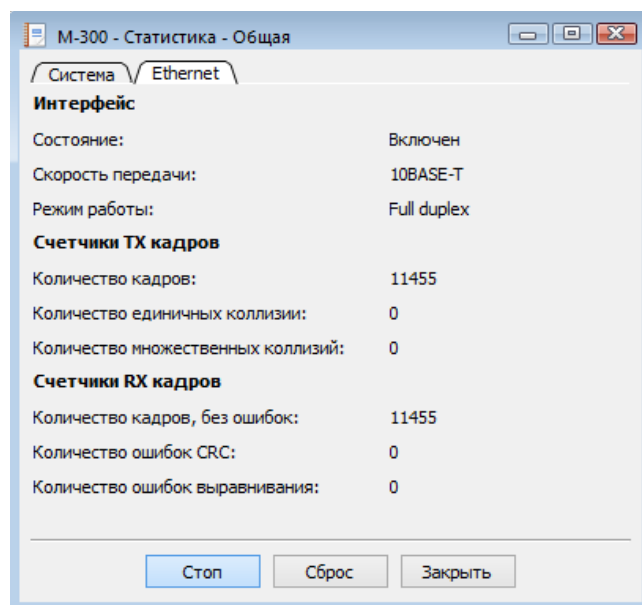 М-300 - Статистика - Общая
Система Ethernet
Интерфейс
Состояние: Включен
Скорость передачи: 10BASE-T
Режим работы: Full duplex
Счетчики TX кадров
Количество кадров: 11455
Количество единичных коллизии: 0
Количество множественных коллизий: 0
Счетчики RX кадров
Количество кадров, без ошибок: 11455
Количество ошибок CRC: 0
Количество ошибок выравнивания: 0
Стоп Сброс Закрыть